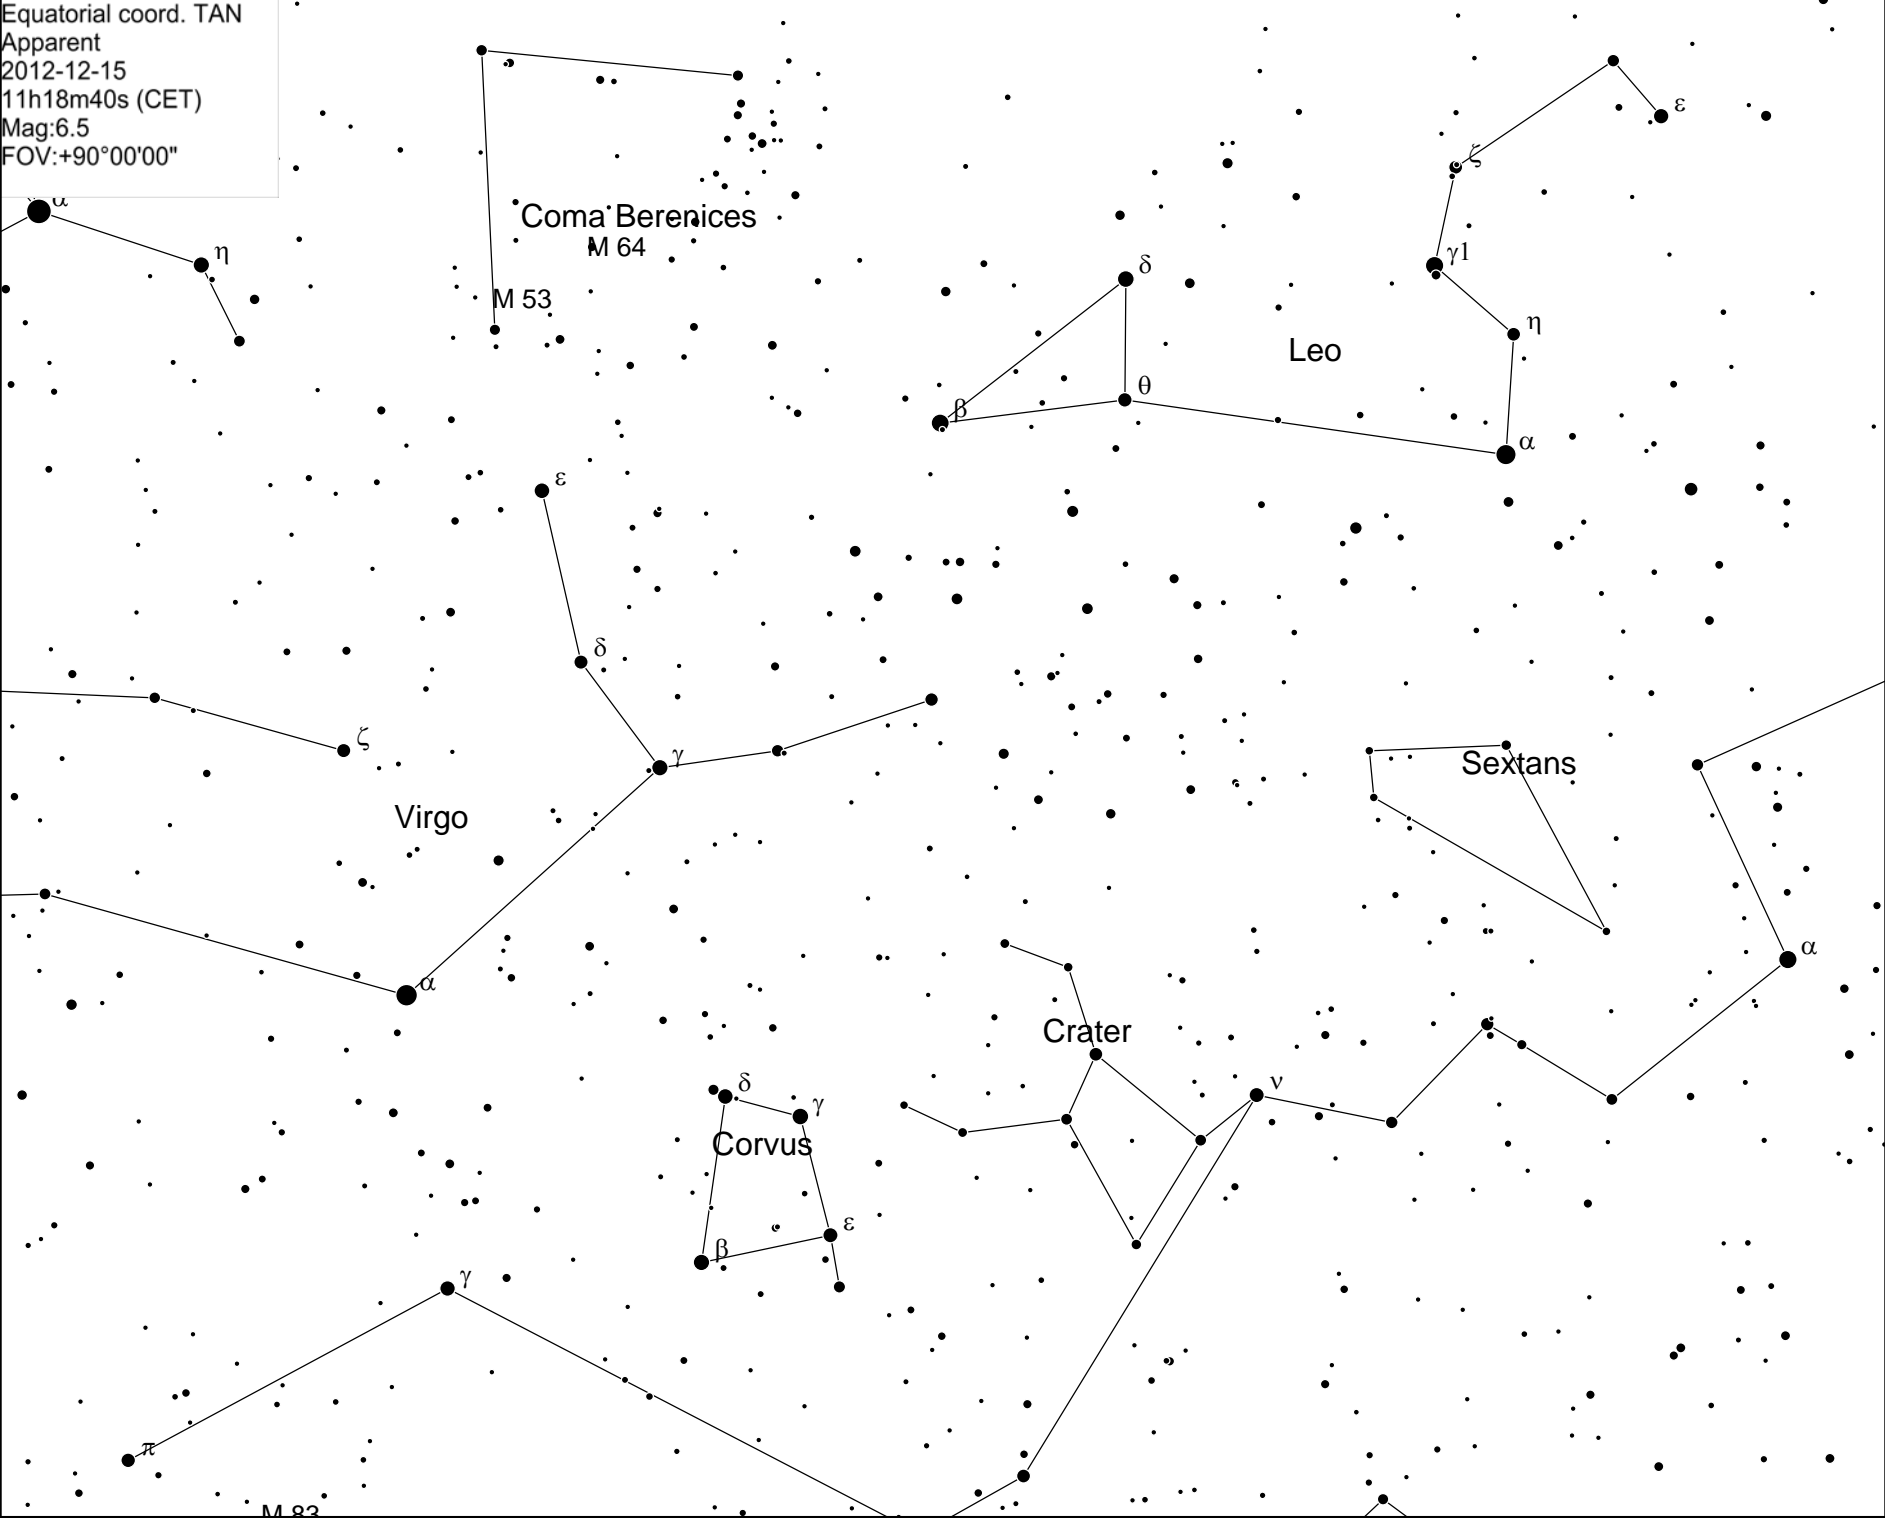 Equatorial coord. TAN
Apparent
2012-12-15
11h18m40s (CET)
Mag:6.5
FOV:+90°00'00"
ε
ζ
α
Coma Berenices
η
M 64
γ1
δ
M 53
η
Leo
θ
β
α
ε
δ
ζ
γ
Sextans
Virgo
α
α
Crater
δ
ν
γ
Corvus
ε
β
γ
π
M 83